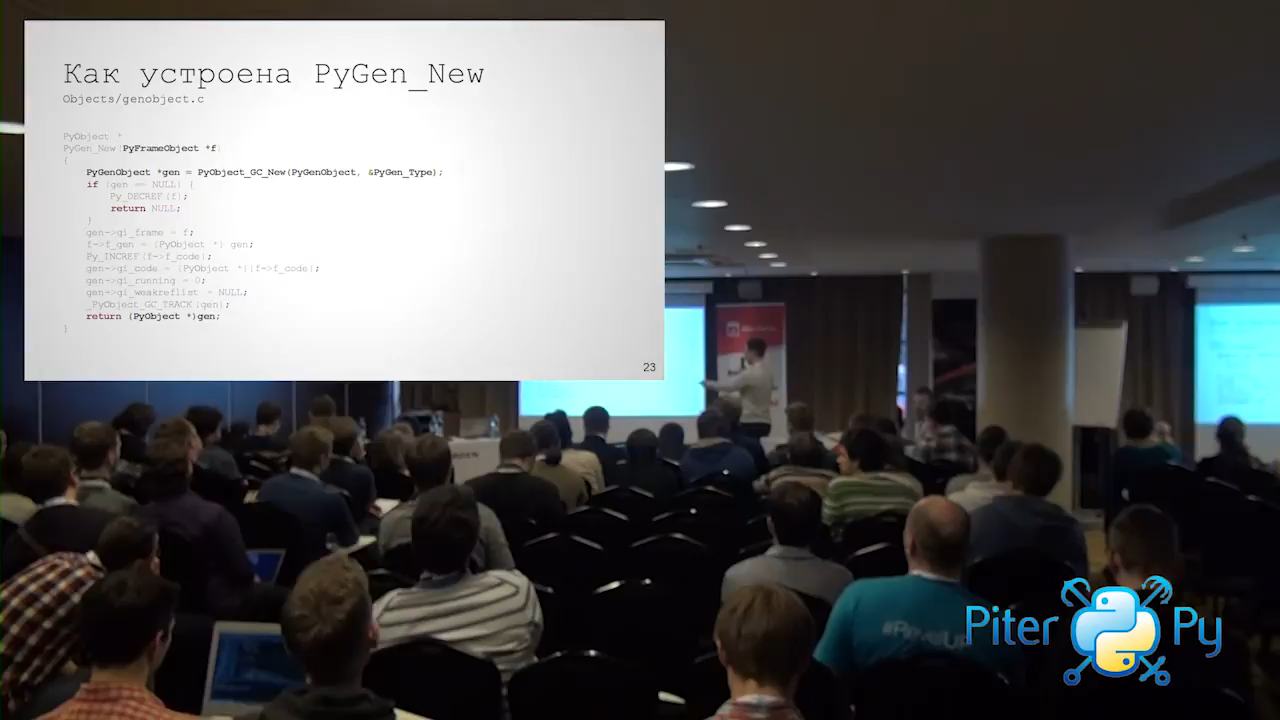 Как устроена PyGen_New
Objects/genobject.c
PyObject *
PyGen_New(PyFrameObject *f)
{
PyGenObject *gen = PyObject_GC_New(PyGenObject, &PyGen_Type);
if (gen == NULL) {
Py_DECREF(f);
return NULL;
}
gen->gi_frame = f;
f->f_gen = (PyObject *) gen;
Py_INCREF(f->f_code);
gen->gi_code = (PyObject *)(f->f_code);
gen->gi_running = 0;
gen->gi_weakreflist = NULL;
_PyObject_GC_TRACK(gen);
return (PyObject *)gen;
}
23
Piter Py